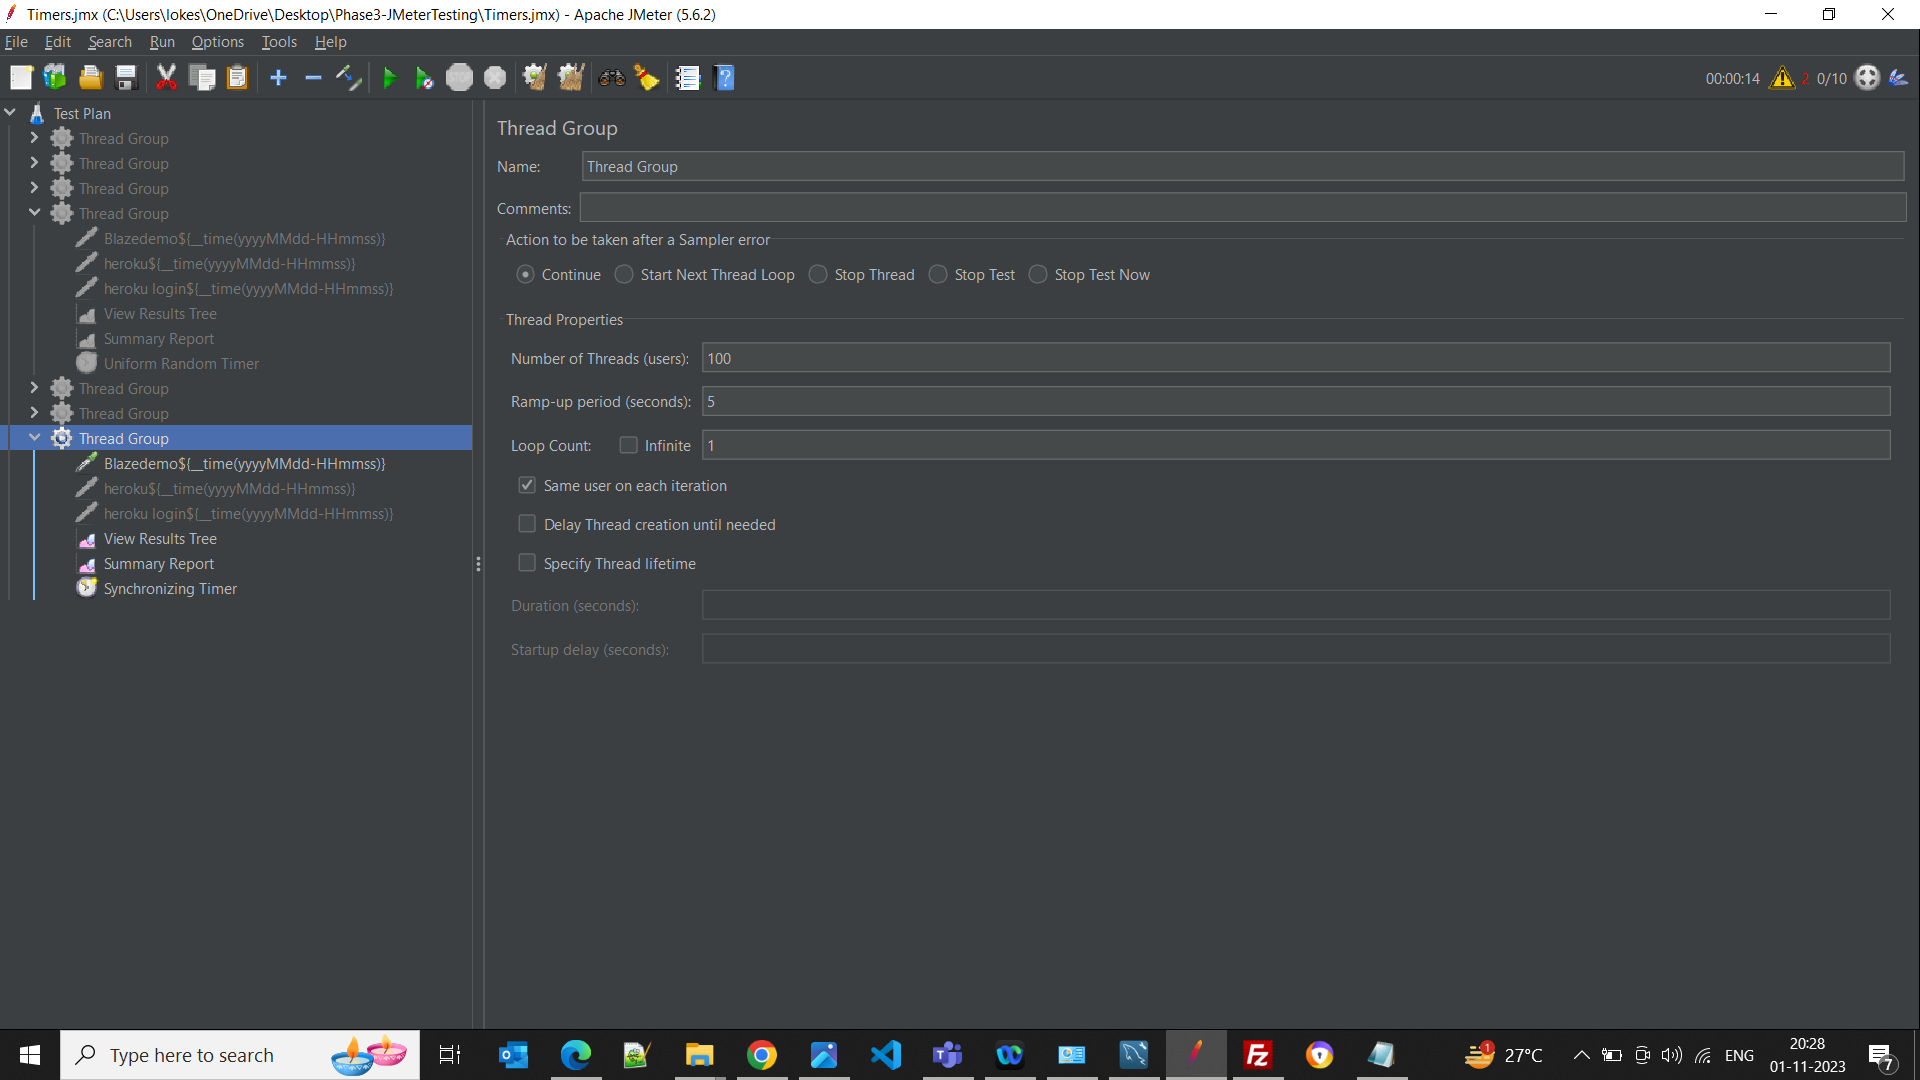 Timers.jmx (C:\Users\lokes\OneDrive\Desktop\Phase3-JMeterTesting\Timers.jmx) - Apache JMeter (5.6.2)
File Edit Search Run Options Tools Help
STOP
00:00:14 2 0/10
Test Plan
Thread Group
Thread Group
Thread Group
Thread Group
Blazedemo${__time(yyyyMMdd-HHmmss)}
heroku${__time(yyyyMMdd-HHmmss)}
heroku login${__time(yyyyMMdd-HHmmss)}
View Results Tree
Summary Report
Uniform Random Timer
Thread Group
Thread Group
Thread Group
Blazedemo${__time(yyyyMMdd-HHmmss)}
heroku${__time(yyyyMMdd-HHmmss)}
heroku login${__time(yyyyMMdd-HHmmss)}
View Results Tree
Summary Report
Synchronizing Timer
Thread Group
Name: Thread Group
Comments:
Action to be taken after a Sampler error
Continue Start Next Thread Loop Stop Thread Stop Test Stop Test Now
Thread Properties
Number of Threads (users): 100
Ramp-up period (seconds): 5
Loop Count: Infinite 1
Same user on each iteration
Delay Thread creation until needed
Specify Thread lifetime
Duration (seconds):
Startup delay (seconds):
Type here to search
1 27°C ENG 20:28
01-11-2023 7